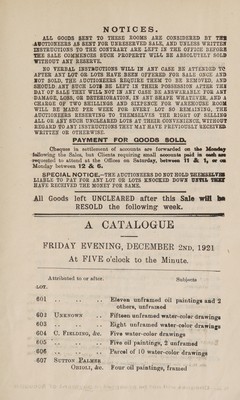 NOTICES.
ALL GOODS SENT TO THESE ROOMS ARE CONSIDERED BY THE
AUCTIONEERS AS SENT FOR UNRESERVED SALE, AND UNLESS WRITTEN
INSTRUCTIONS TO THE CONTRARY ARE LEFT IN THE OFFICE BEFORE
THE SALE COMMENCES SUCH PROPERTY WILL BE ABSOLUTELY SOLD
WITHOUT ANY RESERVE.
NO VERBAL INSTRUCTIONS WILL IN ANY CASE BE ATTENDED TO
AFTER ANY LOT OR LOTS HAVE BEEN OFFERED FOR SALE ONCE AND
NOT SOLD, THE AUCTIONEERS REQUIRE THEM TO BE REMOVED, AND
SHOULD ANY SUCH LOTS BE LEFT IN THEIR POSSESSION AFTER THE
DAY OF SALE THEY WILL NOT IN ANY CASE BE ANSWERABLE FOR ANY
DAMAGE, LOSS, OR DETERIORATION, IN ANY SHAPE WHATEVER, AND A
CHARGE OF TWO SHILLINGS AND SIXPENCE FOR WAREHOUSE ROOM
WILL BE MADE PER WEEK FOR EVERY LOT SO REMAINING, THE
AUCTIONEERS RESERVING TO THEMSELVES THE RIGHT OF SELLING
ALL OR ANY SUCH UNCLEARED LOTS AT THEIR CONVENIENCE, WITHOUT
REGARD TO ANY INSTRUCTIONS THEY MAY HAVE PREVIOUSLY RECEIVED
WRITTEN OR OTHERWISE.
PAYMENT FOR GOODS SOLD.
Cheques in settlement of accounts are forwarded on the Monday
following the Sales, but Clients requiring small accounts paid in cash are
requested to attend at the Offices on Saturday, between 11 & 1, or on
Monday between 12 & 6.
SPECIAL NOTICE.—THE AUCTIONEERS DO NOT HOLD THEMSELVES
LIABLE TO PAY FOR ANY LOT OR LOTS KNOCKED DOWN UNTIL THEY
HAVE RECEIVED THE MONEY FOR SAME.
All Goods left UNCLEARED after this Sale will be
RESOLD the following week.
A CATALOGUE
FRIDAY EVENING, DECEMBER 2ND, 1921
At FIVE o'clock to the Minute.
Attributed to or after. Subjects
LOT.
601 .. .. .. .. Eleven unframed oil paintings and 2
others, unframed
602 UNKNOWN .. Fifteen unframed water-color drawings
603 .. .. .. .. Eight unframed water-color drawings
604 C. FIELDING, &c. Five water-color drawings
605 .. .. .. .. Five oil paintings, 2 unframed
606 .. .. .. .. Parcel of 10 water-color drawings
607 SUTTON PALMER
ORIOLI, &c. Four oil paintings, framed